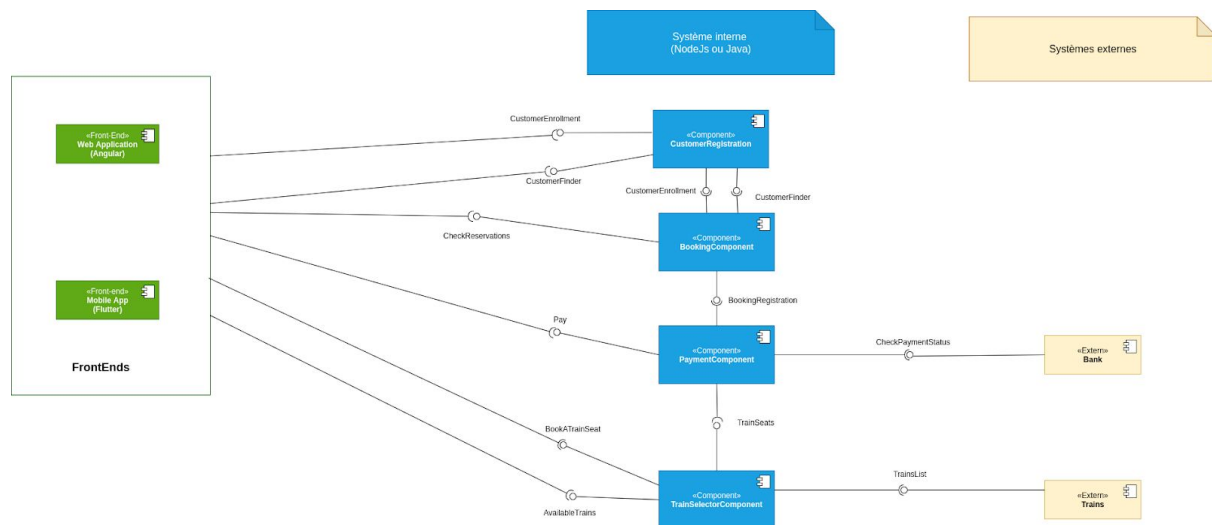 Système interne
(NodeJs ou Java)
Systèmes externes
«Front-End»
Web Application
(Angular)
CustomerEnrollment
«Component»
CustomerRegistration
CustomerFinder
CustomerEnrollment
CustomerFinder
CheckReservations
«Component»
BookingComponent
«Front-end»
Mobile App
(Flutter)
BookingRegistration
Pay
«Component»
PaymentComponent
CheckPaymentStatus
«Extern»
Bank
FrontEnds
BookATrainSeat
TrainSeats
AvailableTrains
«Component»
TrainSelectorComponent
TrainsList
«Extern»
Trains